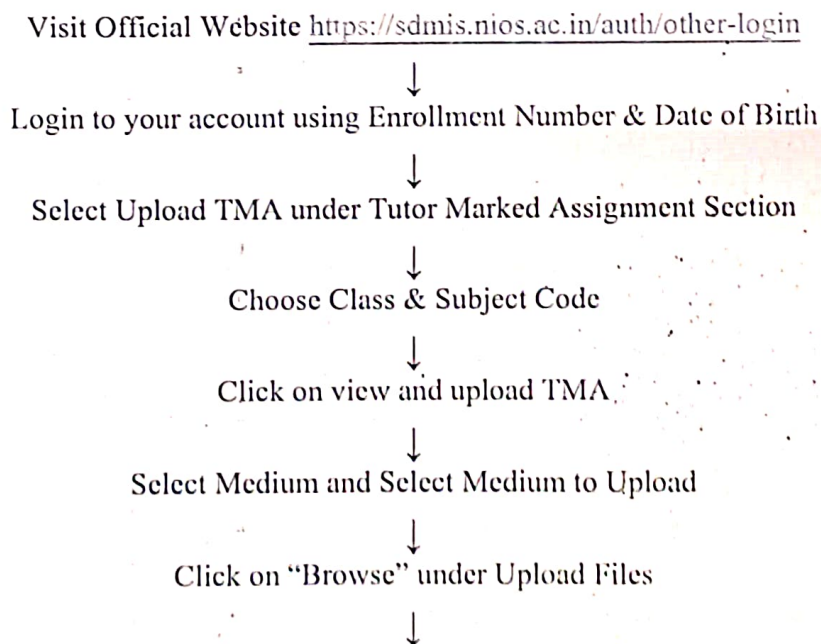 Visit Official Website https://sdmis.nios.ac.in/auth/other-login
↓
Login to your account using Enrollment Number & Date of Birth
↓
Select Upload TMA under Tutor Marked Assignment Section
↓
Choose Class & Subject Code
↓
Click on view and upload TMA
↓
Select Medium and Select Medium to Upload
↓
Click on “Browse” under Upload Files
↓